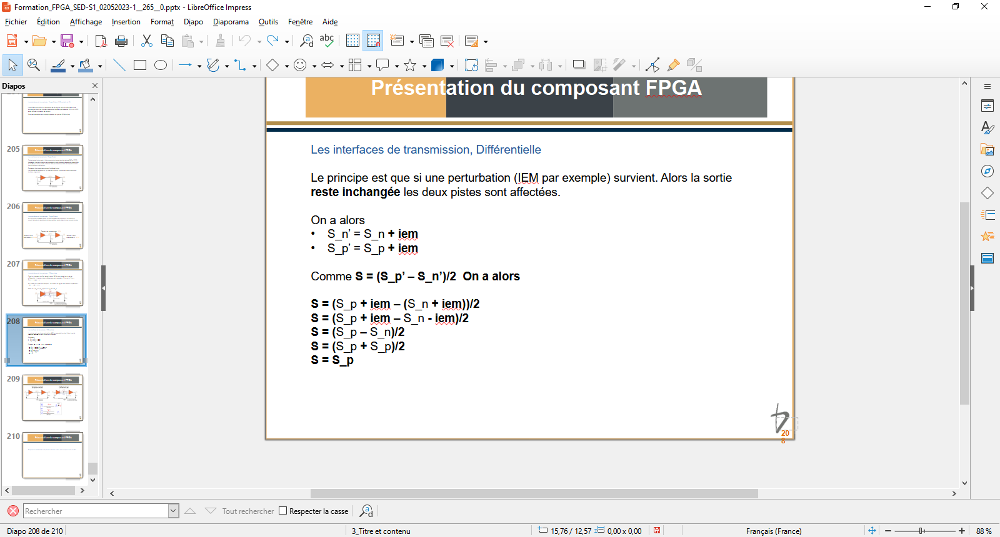 Formation_FPGA_SED-S1_02052023-1__265__0.pptx - LibreOffice Impress
Fichier Édition Affichage Insertion Format Diapo Diaporama Outils Fenêtre Aide
Diapos
Présentation du composant FPGA
Les interfaces de transmission, Différentielle
Le principe est que si une perturbation (IEM par exemple) survient. Alors la sortie
reste inchangée les deux pistes sont affectées.
On a alors
• S_n’ = S_n + iem
• S_p’ = S_p + iem
Comme S = (S_p’ – S_n’)/2 On a alors
S = (S_p + iem – (S_n + iem))/2
S = (S_p + iem – S_n - iem)/2
S = (S_p – S_n)/2
S = (S_p + S_p)/2
S = S_p
20
8
205
206
207
208
209
210
Rechercher
Tout rechercher
Respecter la casse
Diapo 208 de 210
3_Titre et contenu
15,76 / 12,57
0,00 x 0,00
Français (France)
88 %